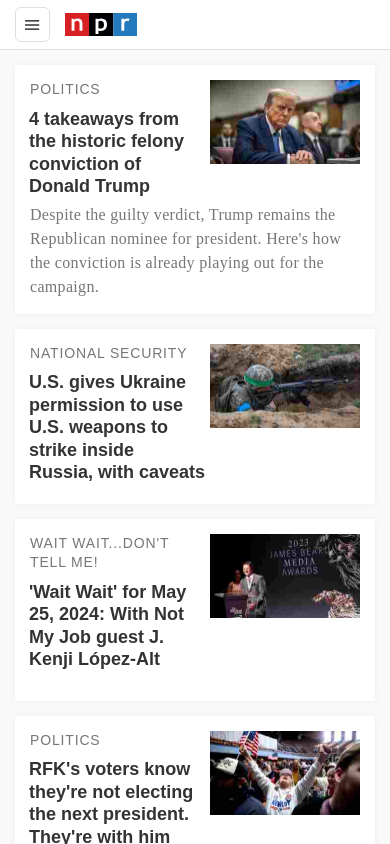 npr
POLITICS
4 takeaways from
the historic felony
conviction of
Donald Trump
Despite the guilty verdict, Trump remains the
Republican nominee for president. Here's how
the conviction is already playing out for the
campaign.
NATIONAL SECURITY
U.S. gives Ukraine
permission to use
U.S. weapons to
strike inside
Russia, with caveats
WAIT WAIT...DON'T
TELL ME!
'Wait Wait' for May
25, 2024: With Not
My Job guest J.
Kenji López-Alt
2023
JAMES BEARD
MEDIA
AWARDS
POLITICS
RFK's voters know
they're not electing
the next president.
They're with him
KENNEDY